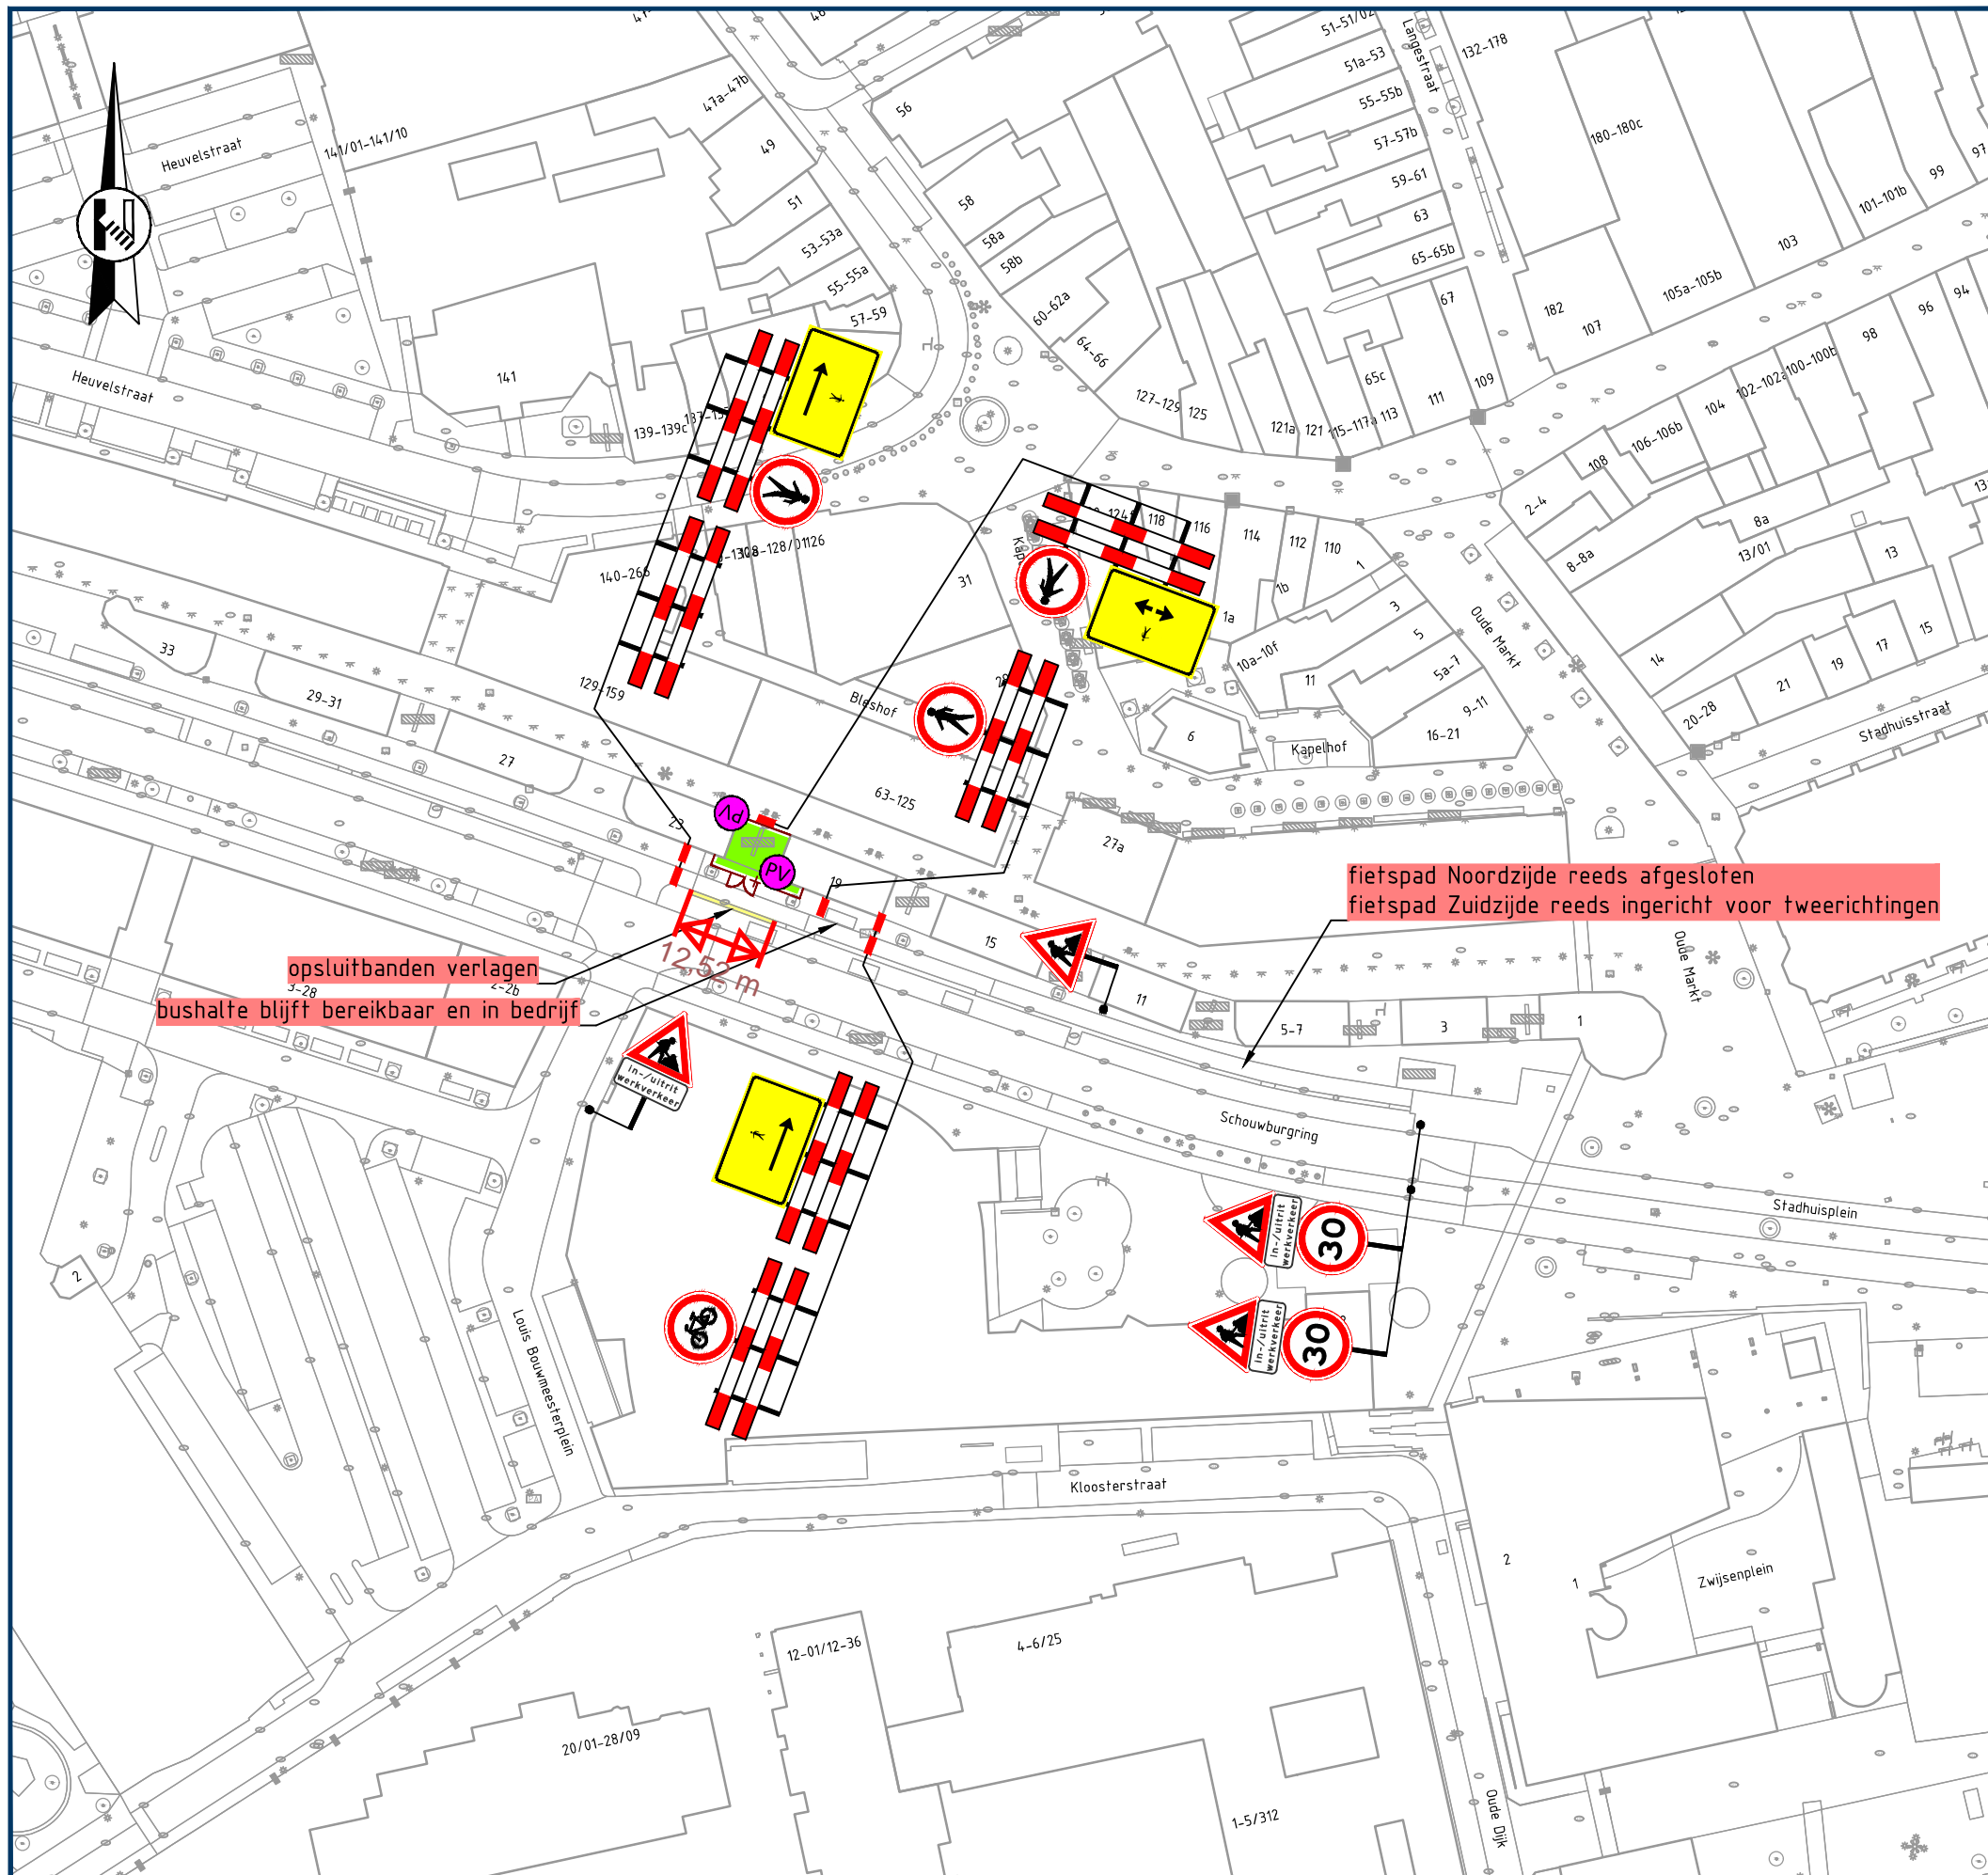 47a-47b
56
51-51/02
Langestraat
132-178
51a-53
55-55b
57-57b
180-180c
Heuvelstraat
141/01-141/10
49
59-61
99
97
101-101b
51
58
63
53-53a
58a
65-65b
103
58b
55-55a
105a-105b
94
60-62a
67
182
107
96
57-59
98
64-66
100-100b
Heuvelstraat
141
65c
109
102-102a
111
104
127-129
125
113
139-139c
121a
121
106-106b
108
118
116
2-4
114
112
110
8a
126
13/01
13
8-8a
140-266
31
1
1b
3
1a
Oude Markt
5
15
33
10a-10f
17
14
5a-7
19
11
129-159
29-31
21
Bleshof
9-11
20-28
Stadhuisstraat
6
Kapelhof
16-21
27
63-125
PV
23
27a
PV
19
fietspad Noordzijde reeds afgesloten
fietspad Zuidzijde reeds ingericht voor tweerichtingen
15
Oude Markt
12,52 m
opsluitbanden verlagen
2-2b
11
bushalte blijft bereikbaar en in bedrijf
5-7
3
1
in-/uitrit
werkverkeer
Schouwburgring
Stadhuisplein
in-/uitrit
werkverkeer
30
2
in-/uitrit
werkverkeer
30
Louis Bouwmeesterplein
Kloosterstraat
2
1
Zwijsenplein
12-01/12-36
4-6/25
20/01-28/09
1-5/312
Oude Dijk